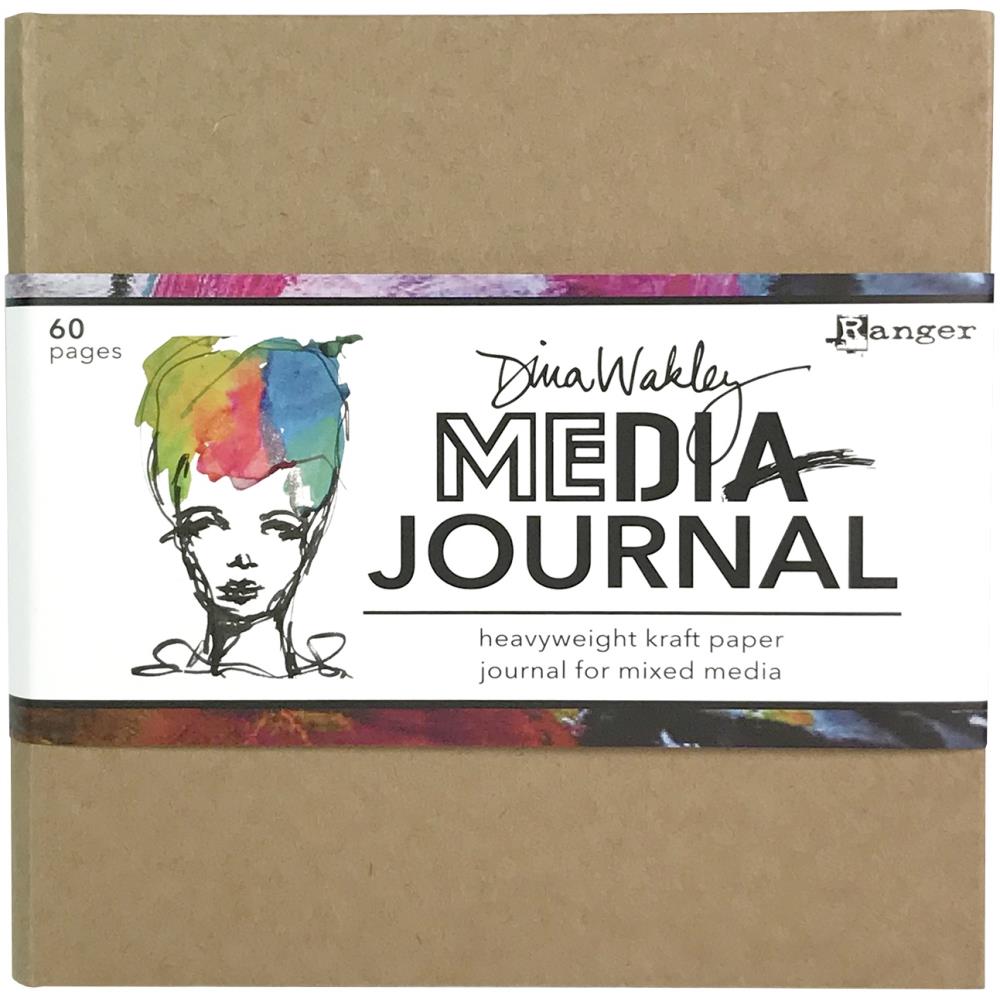 60
pages
Ranger
Dina Wakley
MEDIA
JOURNAL
heavyweight kraft paper
journal for mixed media